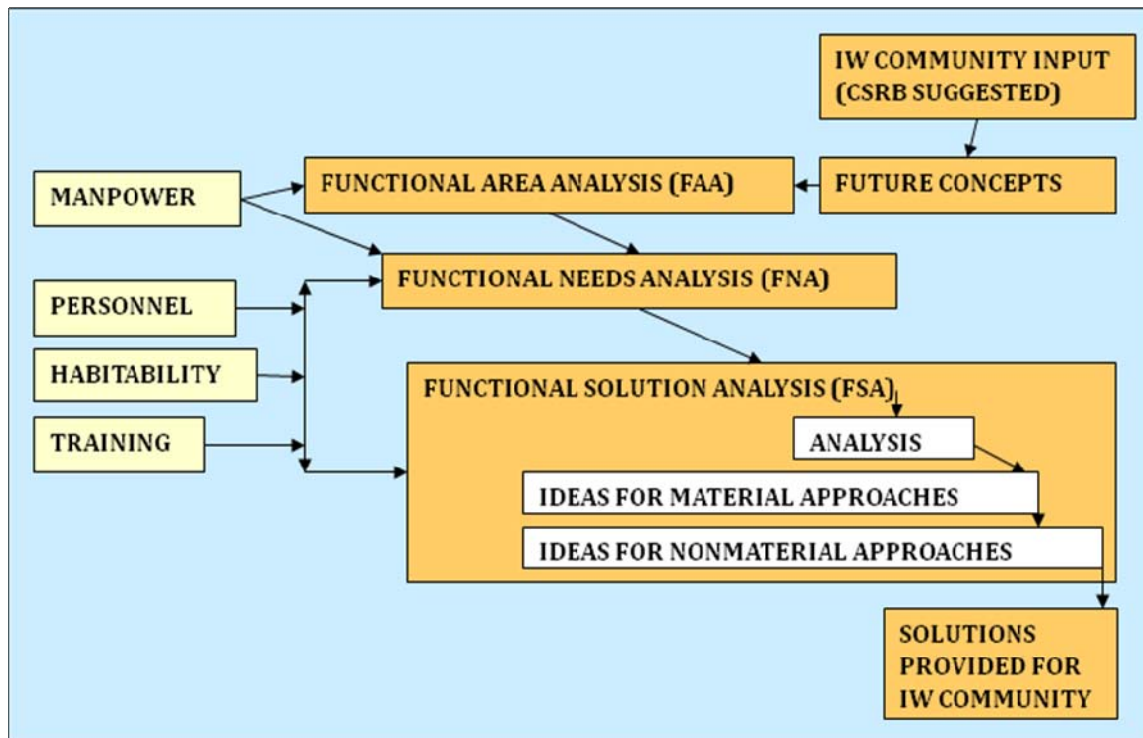 IW COMMUNITY INPUT
(CSRB SUGGESTED)
MANPOWER
FUNCTIONAL AREA ANALYSIS (FAA)
FUTURE CONCEPTS
FUNCTIONAL NEEDS ANALYSIS (FNA)
PERSONNEL
HABITABILITY
TRAINING
FUNCTIONAL SOLUTION ANALYSIS (FSA)
ANALYSIS
IDEAS FOR MATERIAL APPROACHES
IDEAS FOR NONMATERIAL APPROACHES
SOLUTIONS
PROVIDED FOR
IW COMMUNITY